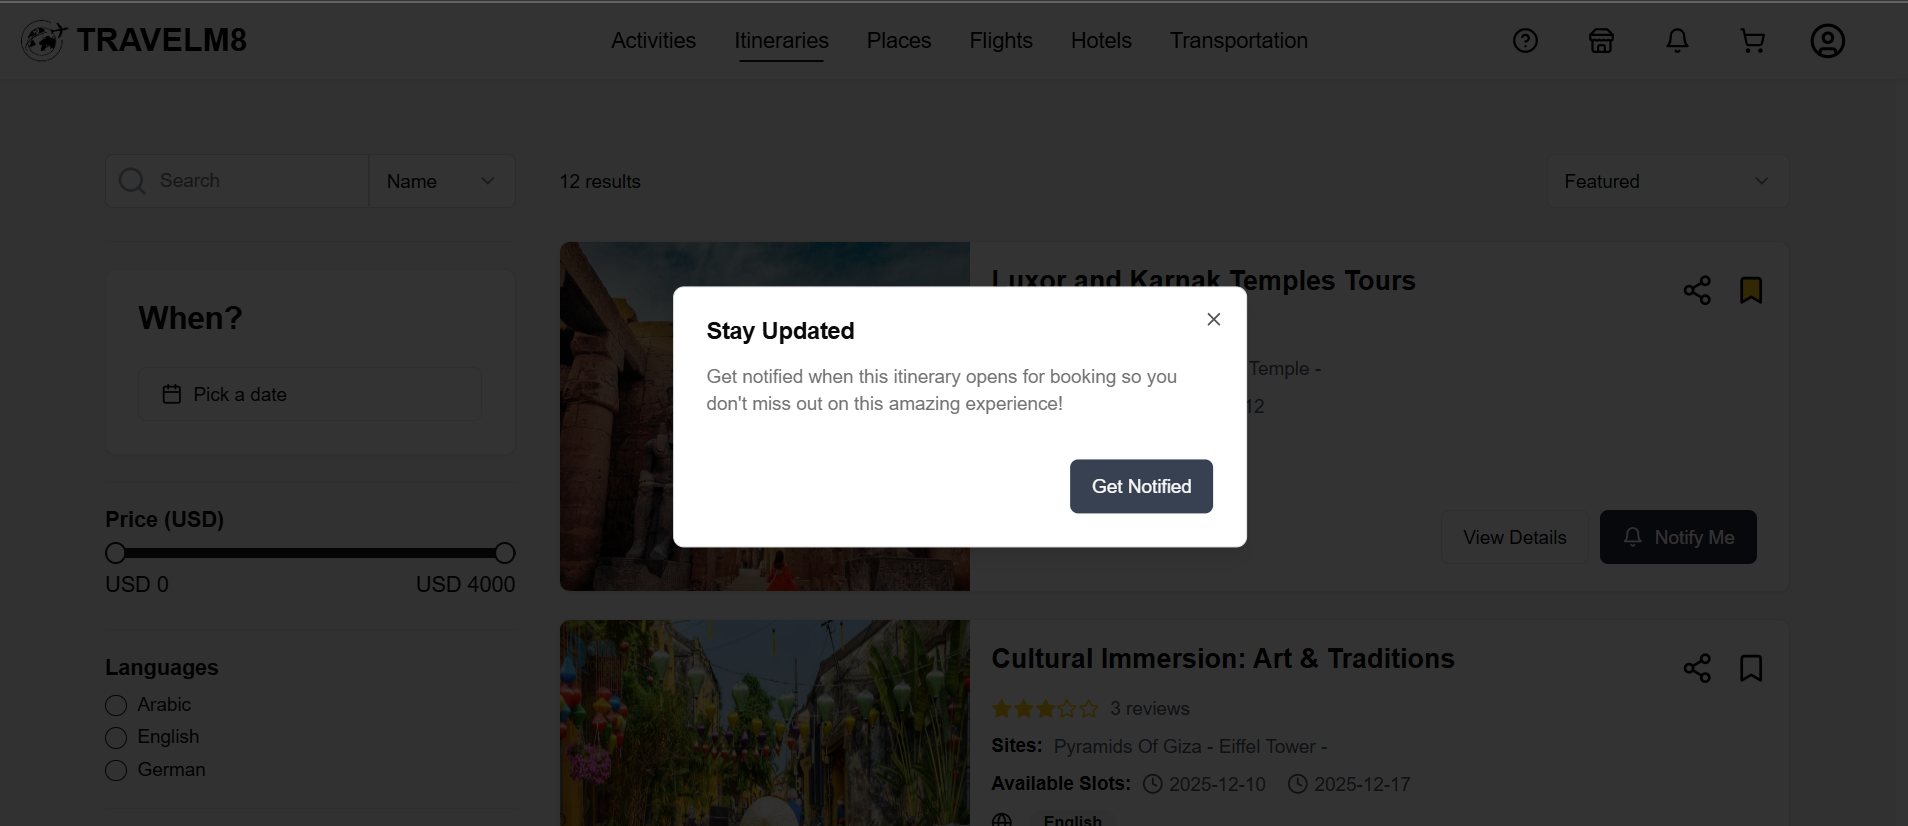 TRAVELM8
Activities Itineraries Places Flights Hotels Transportation
Search Name 12 results Featured
When?
Pick a date
Price (USD)
USD 0 USD 4000
Languages
Arabic
English
German
Luxor and Karnak Temples Tours
Temple -
12
View Details Notify Me
Stay Updated
Get notified when this itinerary opens for booking so you
don't miss out on this amazing experience!
Get Notified
Cultural Immersion: Art & Traditions
3 reviews
Sites: Pyramids Of Giza - Eiffel Tower -
Available Slots: 2025-12-10 2025-12-17
English